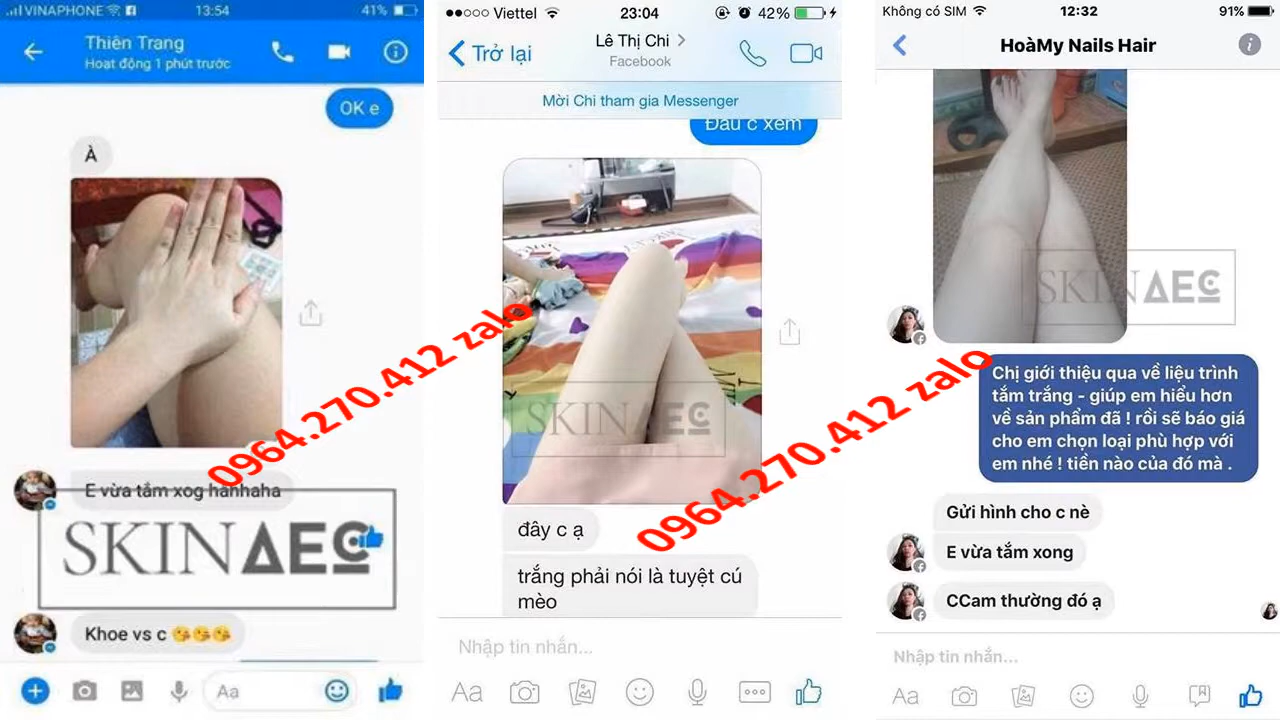 VINAPHONE
13:54
41%
Thiên Trang
Hoạt động 1 phút trước
OK e
À
E vừa tắm xog hahhaha
SKINAEC
Khoe vs c 😘😘😘
Aa
Viettel
23:04
42%
Trở lại
Lê Thị Chi
Facebook
Mời Chi tham gia Messenger
Đâu c xem
SKINAEC
đây c ạ
trắng phải nói là tuyệt cú
mèo
Nhập tin nhắn...
Aa
Không có SIM
12:32
91%
HoàMy Nails Hair
SKINAEC
Chị giới thiệu qua về liệu trình
tắm trắng - giúp em hiểu hơn
về sản phẩm đã ! rồi sẽ báo giá
cho em chọn loại phù hợp với
em nhé ! tiền nào của đó mà .
Gửi hình cho c nè
E vừa tắm xong
CCam thường đó ạ
Nhập tin nhắn...
Aa
0964.270.412 zalo
0964.270.412 zalo